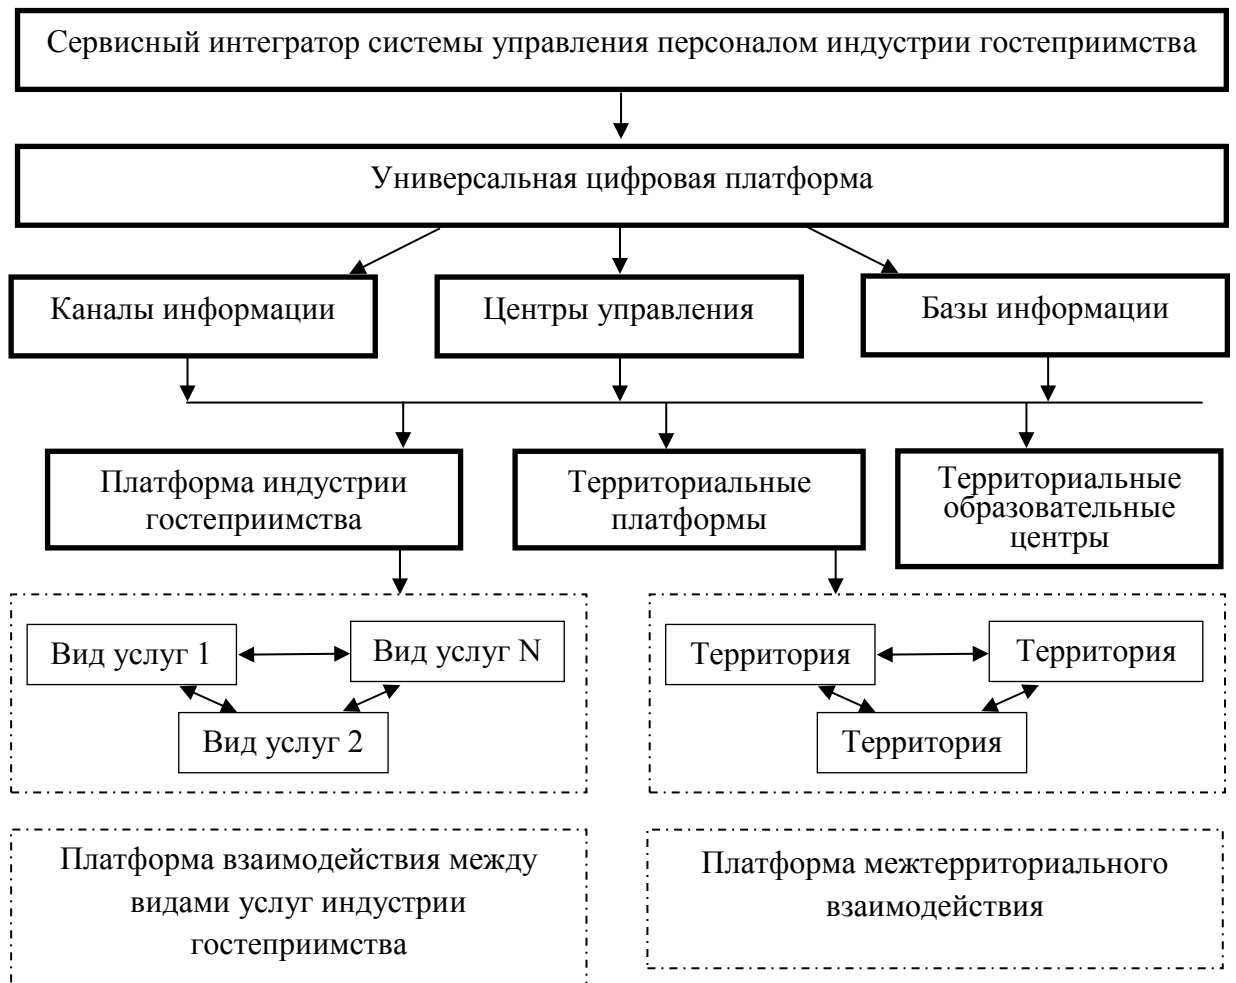 Сервисный интегратор системы управления персоналом индустрии гостеприимства
Универсальная цифровая платформа
Каналы информации
Центры управления
Базы информации
Платформа индустрии
гостеприимства
Территориальные
платформы
Территориальные
образовательные
центры
Вид услуг 1
Вид услуг N
Вид услуг 2
Территория
Территория
Территория
Платформа взаимодействия между
видами услуг индустрии
гостеприимства
Платформа межтерриториального
взаимодействия